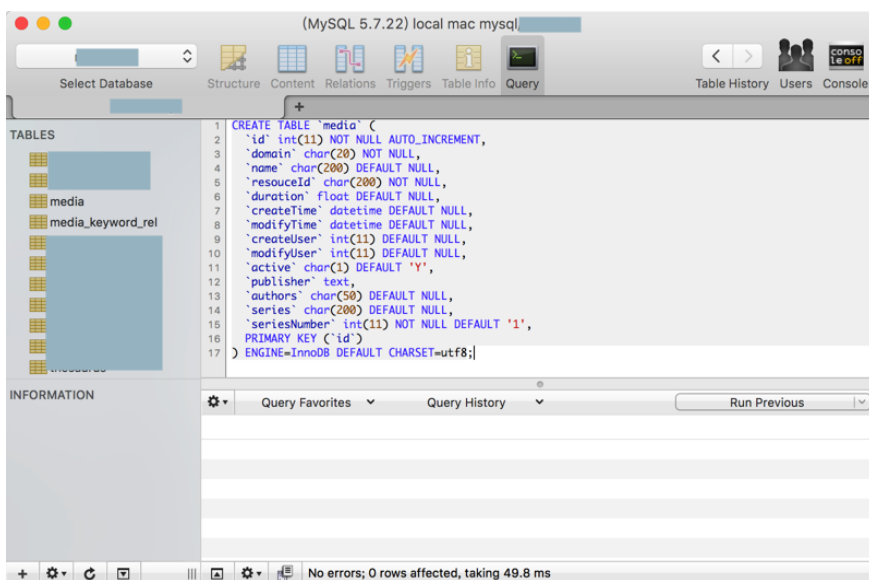 (MySQL 5.7.22) local mac mysql/
Select Database
Structure Content Relations Triggers Table Info Query
Table History Users Console
conso
le off
+
TABLES
media
media_keyword_rel
INFORMATION
1 CREATE TABLE `media` (
2 `id` int(11) NOT NULL AUTO_INCREMENT,
3 `domain` char(20) NOT NULL,
4 `name` char(200) DEFAULT NULL,
5 `resouceId` char(200) NOT NULL,
6 `duration` float DEFAULT NULL,
7 `createTime` datetime DEFAULT NULL,
8 `modifyTime` datetime DEFAULT NULL,
9 `createUser` int(11) DEFAULT NULL,
10 `modifyUser` int(11) DEFAULT NULL,
11 `active` char(1) DEFAULT 'Y',
12 `publisher` text,
13 `authors` char(50) DEFAULT NULL,
14 `series` char(200) DEFAULT NULL,
15 `seriesNumber` int(11) NOT NULL DEFAULT '1',
16 PRIMARY KEY (`id`)
17 ) ENGINE=InnoDB DEFAULT CHARSET=utf8;
Query Favorites Query History Run Previous
No errors; 0 rows affected, taking 49.8 ms